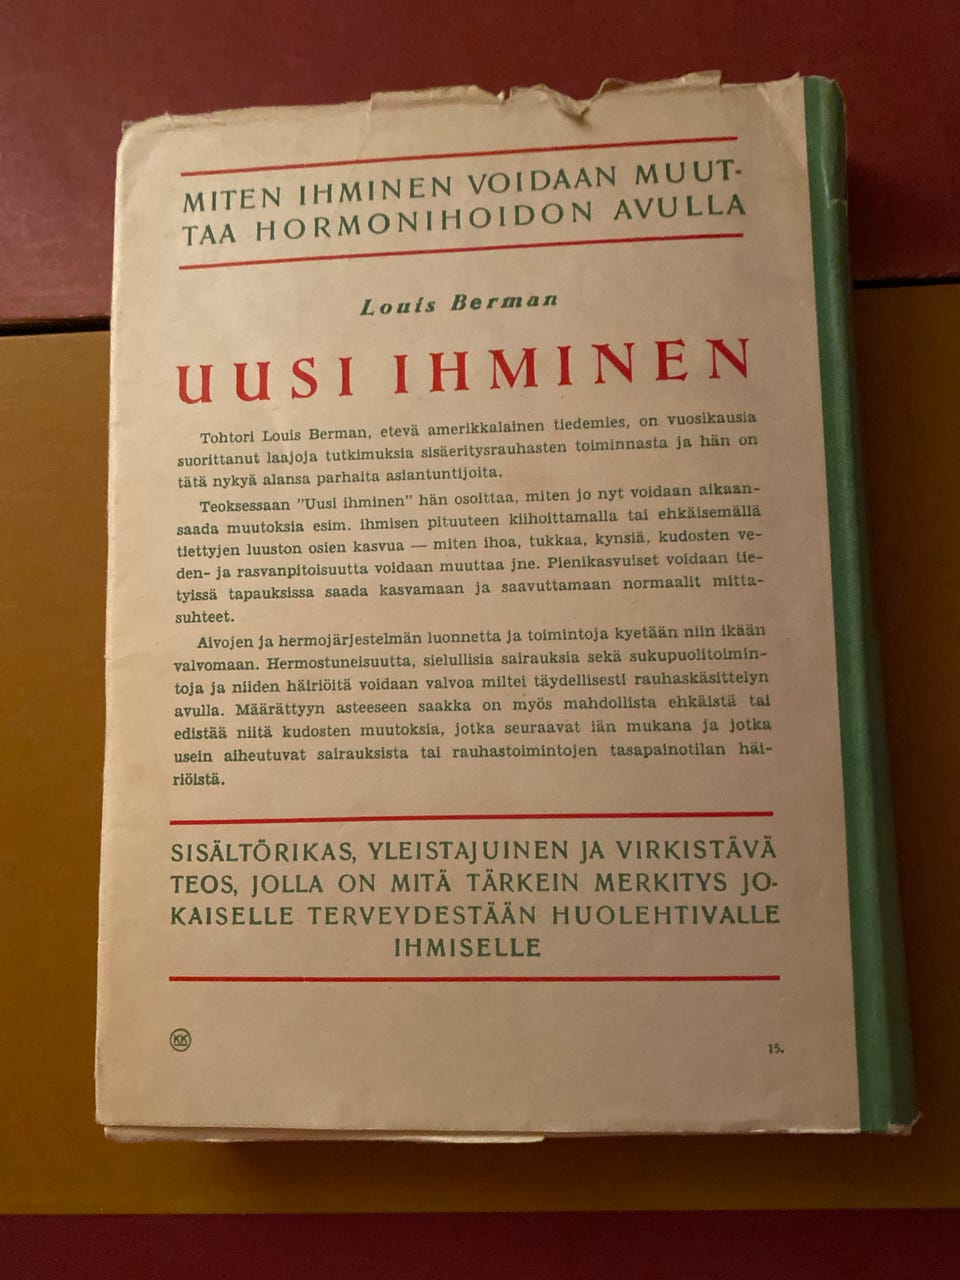 MITEN IHMINEN VOIDAAN MUUT-
TAA HORMONIHOIDON AVULLA
Louis Berman
UUSI IHMINEN
Tohtori Louis Berman, etevä amerikkalainen tiedemies, on vuosikausia
suorittanut laajoja tutkimuksia sisäeritysrauhasten toiminnasta ja hän on
tätä nykyä alansa parhaita asiantuntijoita.
Teoksessaan "Uusi ihminen" hän osoittaa, miten jo nyt voidaan aikaan-
saada muutoksia esim. ihmisen pituuteen kiihoittamalla tai ehkäisemällä
tiettyjen luuston osien kasvua — miten ihoa, tukkaa, kynsiä, kudosten ve-
den- ja rasvanpitoisuutta voidaan muuttaa jne. Pienikasvuiset voidaan tie-
tyissä tapauksissa saada kasvamaan ja saavuttamaan normaalit mitta-
suhteet.
Aivojen ja hermojärjestelmän luonnetta ja toimintoja kyetään niin ikään
valvomaan. Hermostuneisuutta, sielullisia sairauksia sekä sukupuolitoimin-
toja ja niiden häiriöitä voidaan valvoa miltei täydellisesti rauhaskäsittelyn
avulla. Määrättyyn asteeseen saakka on myös mahdollista ehkäistä tai
edistää niitä kudosten muutoksia, jotka seuraavat iän mukana ja jotka
usein aiheutuvat sairauksista tai rauhastoimintojen tasapainotilan häi-
riöistä.
SISÄLTÖRIKAS, YLEISTAJUINEN JA VIRKISTÄVÄ
TEOS, JOLLA ON MITÄ TÄRKEIN MERKITYS JO-
KAISELLE TERVEYDESTÄÄN HUOLEHTIVALLE
IHMISELLE
KK
15.